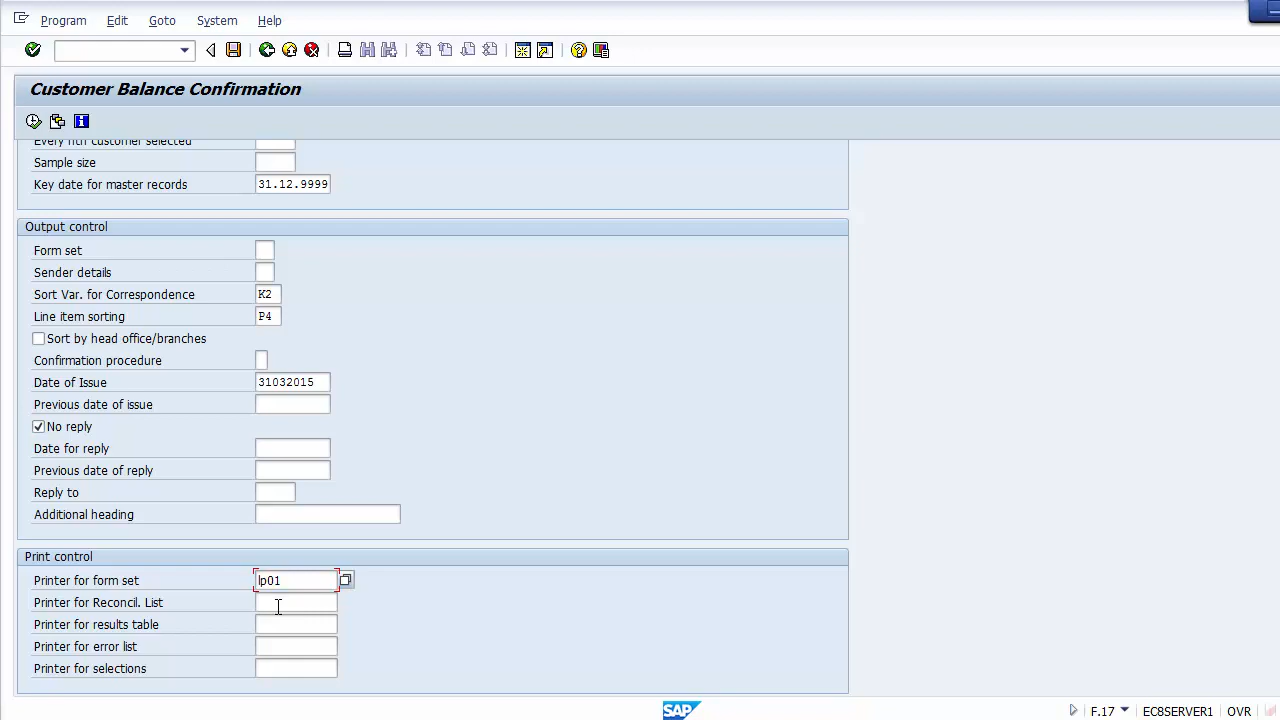 Program Edit Goto System Help
Customer Balance Confirmation
Every nth customer selected
Sample size
Key date for master records 31.12.9999
Output control
Form set
Sender details
Sort Var. for Correspondence K2
Line item sorting P4
Sort by head office/branches
Confirmation procedure
Date of Issue 31032015
Previous date of issue
No reply
Date for reply
Previous date of reply
Reply to
Additional heading
Print control
Printer for form set lp01
Printer for Reconcil. List
Printer for results table
Printer for error list
Printer for selections
SAP F.17 EC8SERVER1 OVR